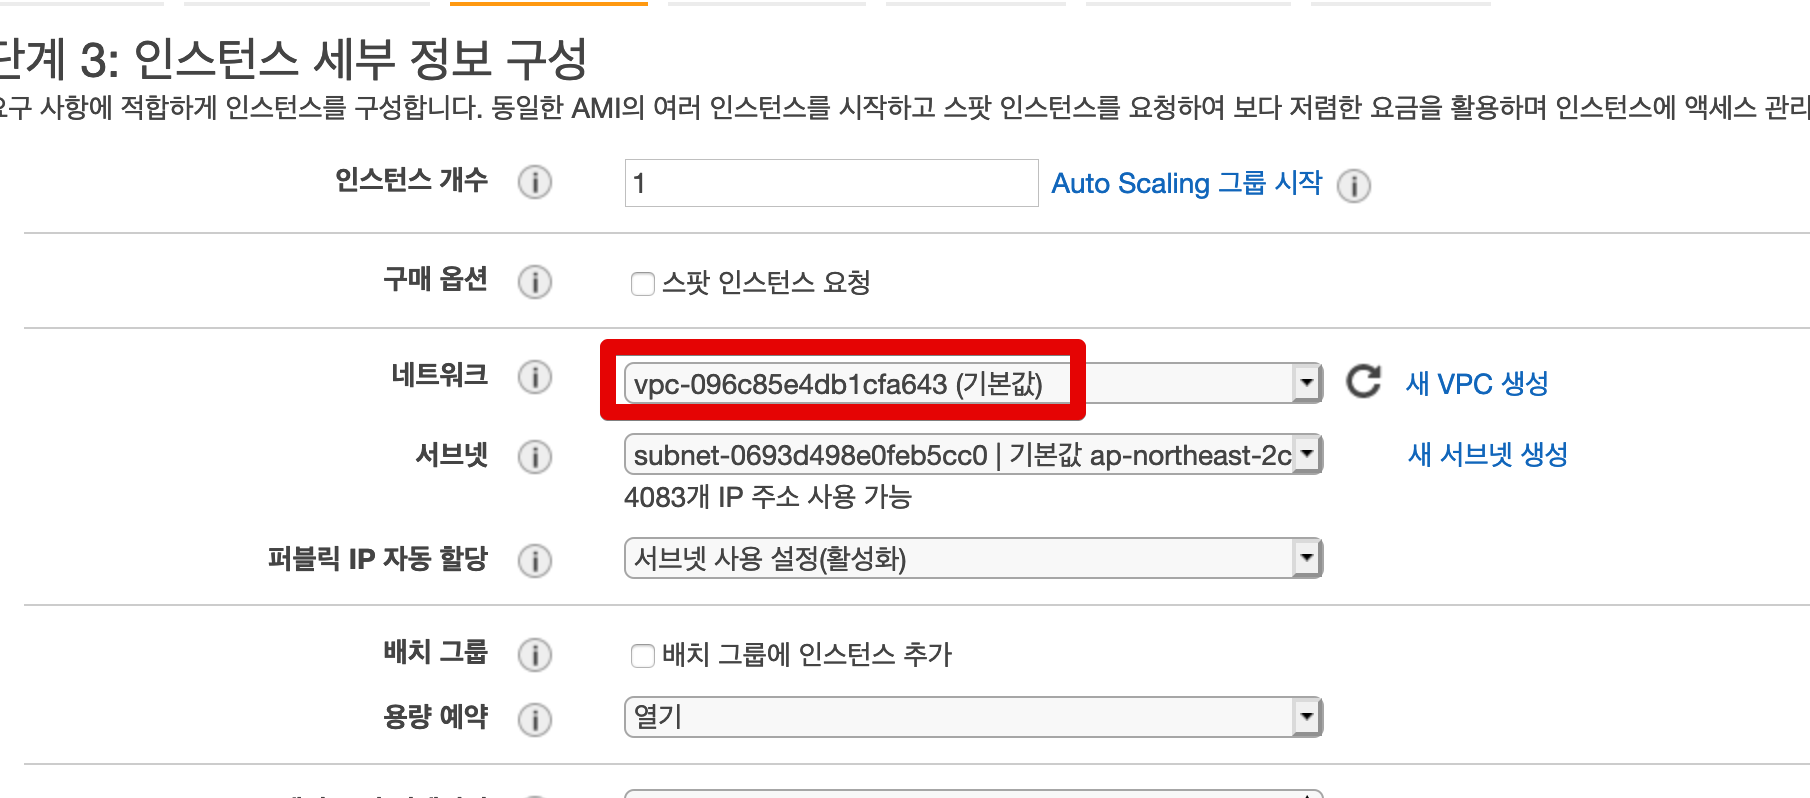 단계 3: 인스턴스 세부 정보 구성
요구 사항에 적합하게 인스턴스를 구성합니다. 동일한 AMI의 여러 인스턴스를 시작하고 스팟 인스턴스를 요청하여 보다 저렴한 요금을 활용하며 인스턴스에 액세스 관리
인스턴스 개수 1 Auto Scaling 그룹 시작
구매 옵션 스팟 인스턴스 요청
네트워크 vpc-096c85e4db1cfa643 (기본값) 새 VPC 생성
서브넷 subnet-0693d498e0feb5cc0 | 기본값 ap-northeast-2c 새 서브넷 생성
4083개 IP 주소 사용 가능
퍼블릭 IP 자동 할당 서브넷 사용 설정(활성화)
배치 그룹 배치 그룹에 인스턴스 추가
용량 예약 열기